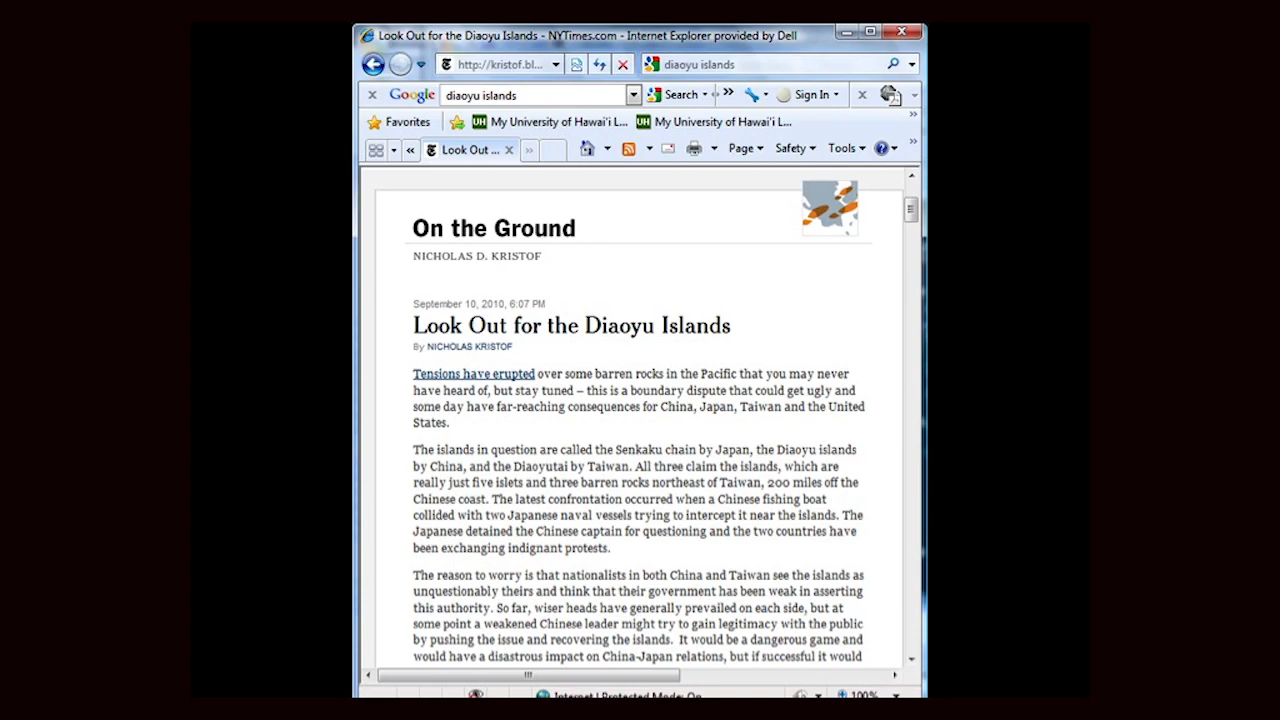 Look Out for the Diaoyu Islands - NYTimes.com - Internet Explorer provided by Dell
http://kristof.bl...
diaoyu islands
Google
diaoyu islands
Search
Sign In
Favorites
My University of Hawai'i L...
My University of Hawai'i L...
Look Out ...
Page
Safety
Tools
On the Ground
NICHOLAS D. KRISTOF
September 10, 2010, 6:07 PM
Look Out for the Diaoyu Islands
By NICHOLAS KRISTOF
Tensions have erupted over some barren rocks in the Pacific that you may never
have heard of, but stay tuned – this is a boundary dispute that could get ugly and
some day have far-reaching consequences for China, Japan, Taiwan and the United
States.
The islands in question are called the Senkaku chain by Japan, the Diaoyu islands
by China, and the Diaoyutai by Taiwan. All three claim the islands, which are
really just five islets and three barren rocks northeast of Taiwan, 200 miles off the
Chinese coast. The latest confrontation occurred when a Chinese fishing boat
collided with two Japanese naval vessels trying to intercept it near the islands. The
Japanese detained the Chinese captain for questioning and the two countries have
been exchanging indignant protests.
The reason to worry is that nationalists in both China and Taiwan see the islands as
unquestionably theirs and think that their government has been weak in asserting
this authority. So far, wiser heads have generally prevailed on each side, but at
some point a weakened Chinese leader might try to gain legitimacy with the public
by pushing the issue and recovering the islands. It would be a dangerous game and
would have a disastrous impact on China-Japan relations, but if successful it would
Internet | Protected Mode: On
100%